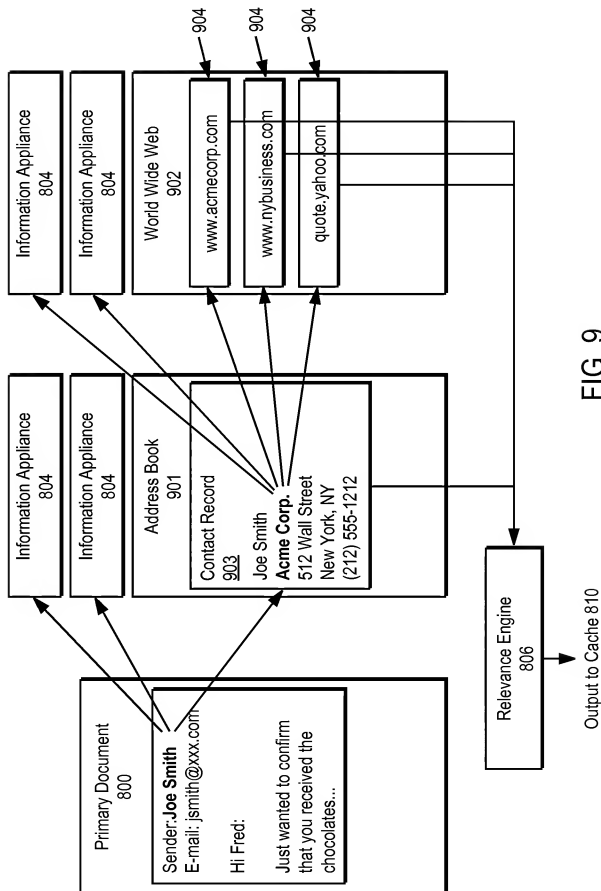 Primary Document
800
Sender:Joe Smith
E-mail: jsmith@xxx.com
Hi Fred:
Just wanted to confirm
that you received the
chocolates...
Information Appliance
804
Information Appliance
804
Address Book
901
Contact Record
903
Joe Smith
Acme Corp.
512 Wall Street
New York, NY
(212) 555-1212
Information Appliance
804
Information Appliance
804
World Wide Web
902
www.acmecorp.com
904
www.nybusiness.com
904
quote.yahoo.com
904
Relevance Engine
806
Output to Cache 810
FIG. 9